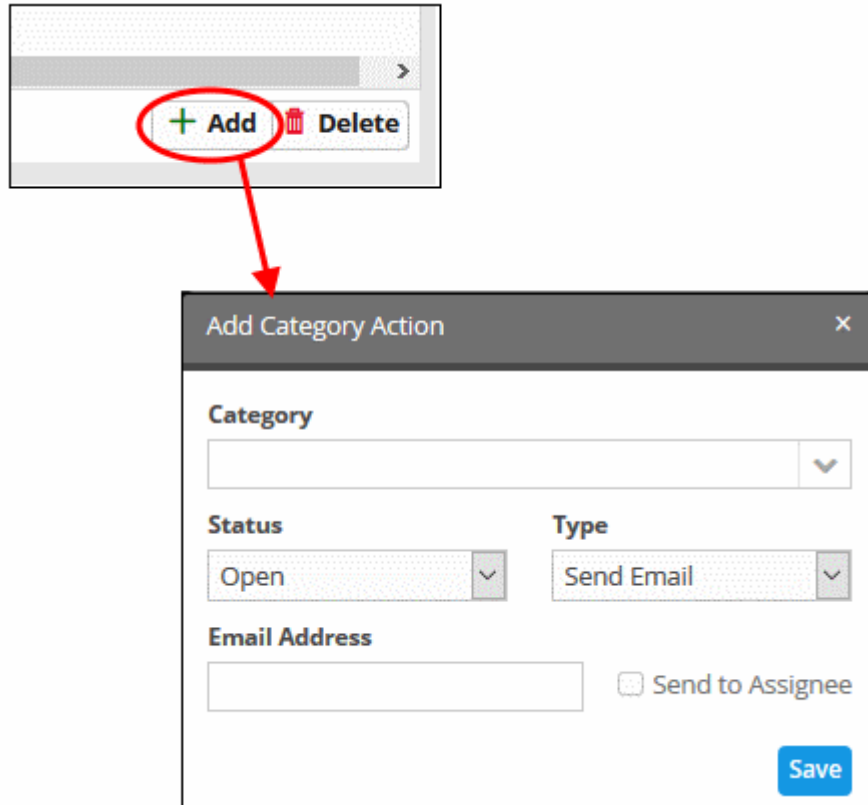 Add Delete
Add Category Action
Category
Status Type
Open Send Email
Email Address
Send to Assignee
Save